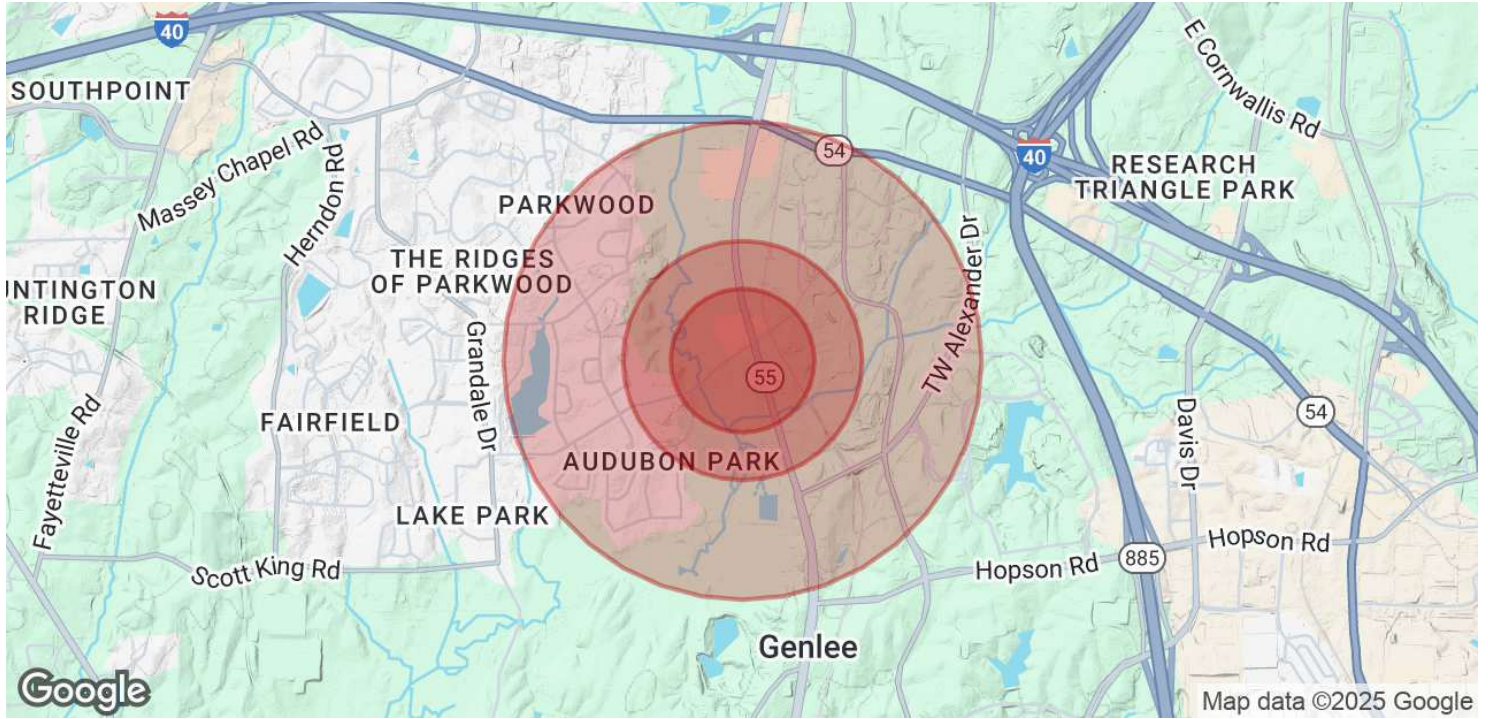 40
SOUTHPOINT
Massey Chapel Rd
Herndon Rd
E Cornwallis Rd
54
40
RESEARCH
TRIANGLE PARK
PARKWOOD
THE RIDGES
OF PARKWOOD
UNTINGTON
RIDGE
Grandale Dr
TW Alexander Dr
55
Fayetteville Rd
FAIRFIELD
AUDUBON PARK
Davis Dr
54
LAKE PARK
Scott King Rd
Hopson Rd
885
Hopson Rd
Genlee
Google
Map data ©2025 Google